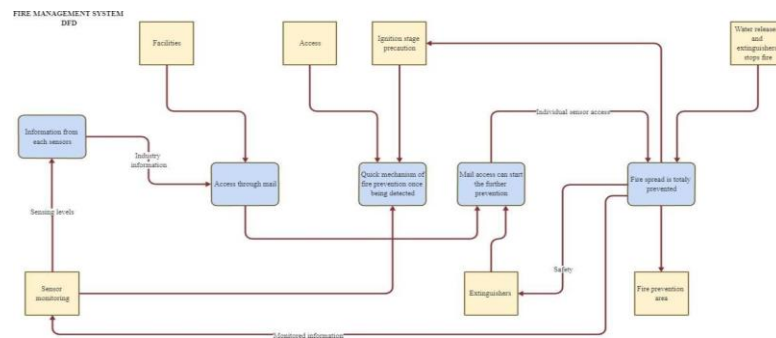 FIRE MANAGEMENT SYSTEM
DFD
Facilities
Access
Ignition stage
precaution
Water release
and
extinguishers
stops fire
Individual sensor access
Information from
each sensors
Industry
information
Access through mail
Quick mechanism of
fire prevention once
being detected
Mail access can start
the further
prevention
Fire spread is totaly
prevented
Sensing levels
Safety
Sensor
monitoring
Extinguishers
Fire prevention
area
Monitored information